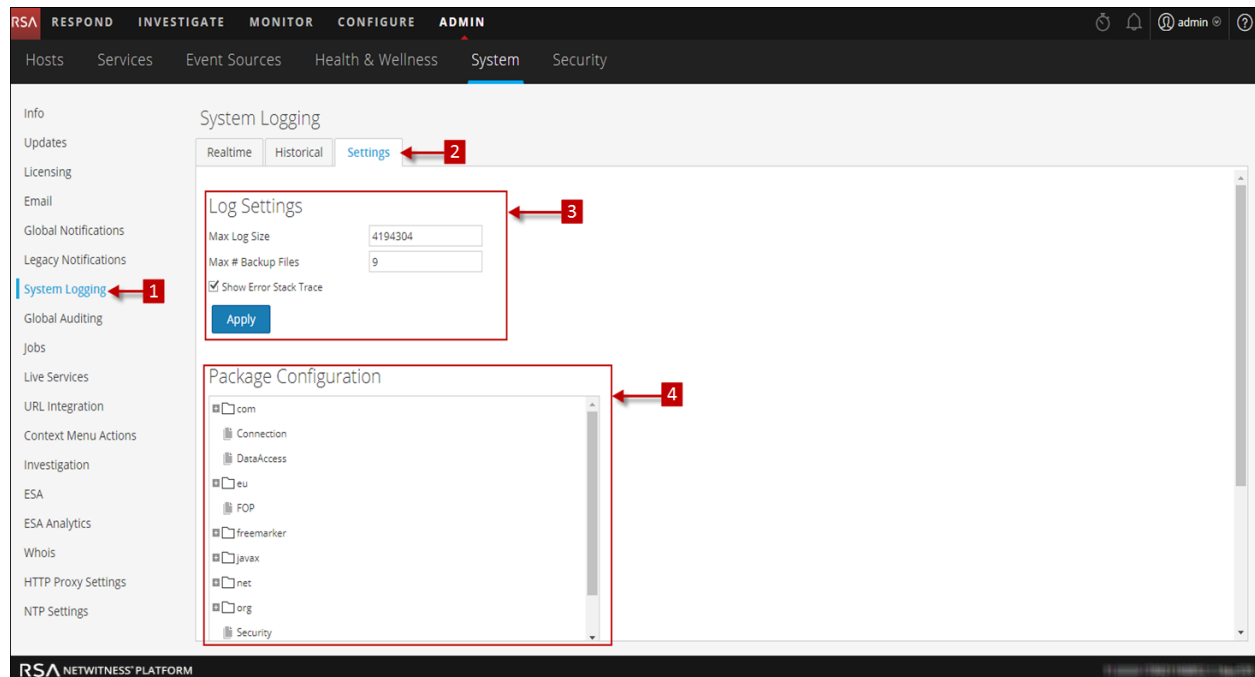 RSA RESPOND INVESTIGATE MONITOR CONFIGURE ADMIN admin ?
Hosts Services Event Sources Health & Wellness System Security
Info
Updates
Licensing
Email
Global Notifications
Legacy Notifications
System Logging 1
Global Auditing
Jobs
Live Services
URL Integration
Context Menu Actions
Investigation
ESA
ESA Analytics
Whois
HTTP Proxy Settings
NTP Settings
System Logging
Realtime Historical Settings 2
Log Settings 3
Max Log Size 4194304
Max # Backup Files 9
Show Error Stack Trace
Apply
Package Configuration 4
com
Connection
DataAccess
eu
FOP
freemarker
javax
net
org
Security
RSA NETWITNESS® PLATFORM